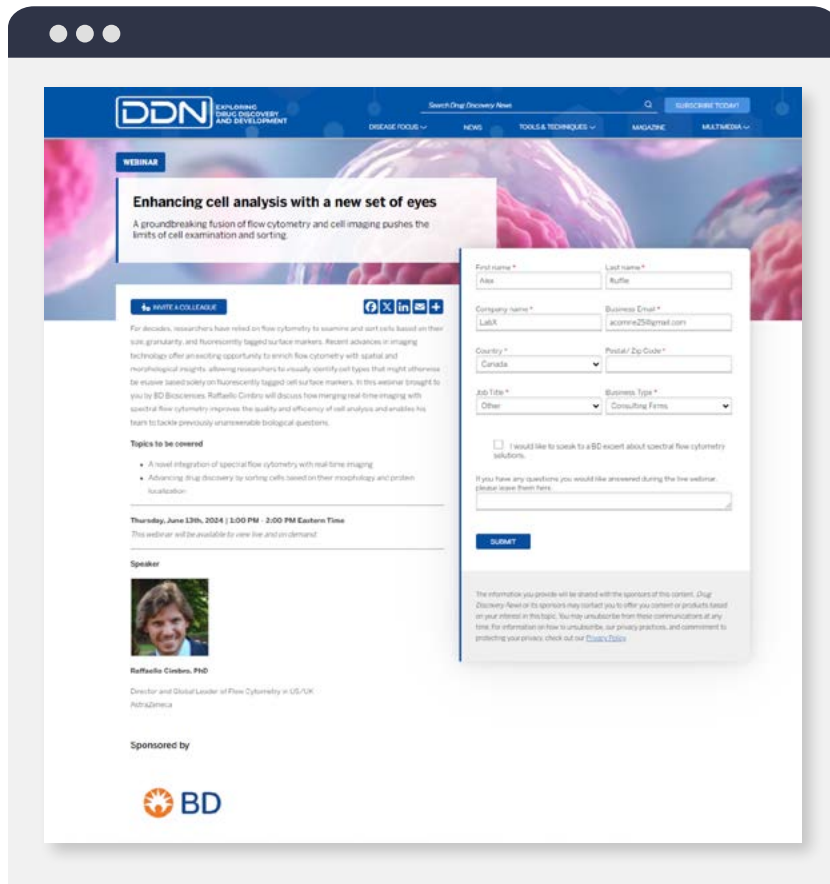 DDN EXPLORING
DRUG DISCOVERY
AND DEVELOPMENT
Search Drug Discovery News
SUBSCRIBE TODAY!
DISEASE FOCUS
NEWS
TOOLS & TECHNIQUES
MAGAZINE
MULTIMEDIA
WEBINAR
Enhancing cell analysis with a new set of eyes
A groundbreaking fusion of flow cytometry and cell imaging pushes the
limits of cell examination and sorting.
INVITE A COLLEAGUE
For decades, researchers have relied on flow cytometry to examine and sort cells based on their
size, granularity, and fluorescently tagged surface markers. Recent advances in imaging
technology offer an exciting opportunity to enrich flow cytometry with spatial and
morphological insights, allowing researchers to visually identify cell types that might otherwise
be elusive based solely on fluorescently tagged cell surface markers. In this webinar brought to
you by BD Biosciences, Raffaello Cimbro will discuss how merging real-time imaging with
spectral flow cytometry improves the quality and efficiency of cell analysis and enables his
team to tackle previously unanswerable biological questions.
Topics to be covered
• A novel integration of spectral flow cytometry with real-time imaging
• Advancing drug discovery by sorting cells based on their morphology and protein
localization
Thursday, June 13th, 2024 | 1:00 PM - 2:00 PM Eastern Time
This webinar will be available to view live and on demand.
Speaker
Raffaello Cimbro, PhD
Director and Global Leader of Flow Cytometry in US/UK
AstraZeneca
Sponsored by
BD
First name *
Last name *
Alex
Ruffle
Company name *
Business Email *
LabX
Country *
Postal / Zip Code *
Canada
Job Title *
Business Type *
Other
Consulting Firms
I would like to speak to a BD expert about spectral flow cytometry
solutions.
If you have any questions you would like answered during the live webinar,
please leave them here.
SUBMIT
The information you provide will be shared with the sponsors of this content. Drug
Discovery News or its sponsors may contact you to offer you content or products based
on your interest in this topic. You may unsubscribe from these communications at any
time. For information on how to unsubscribe, our privacy practices, and commitment to
protecting your privacy, check out our Privacy Policy